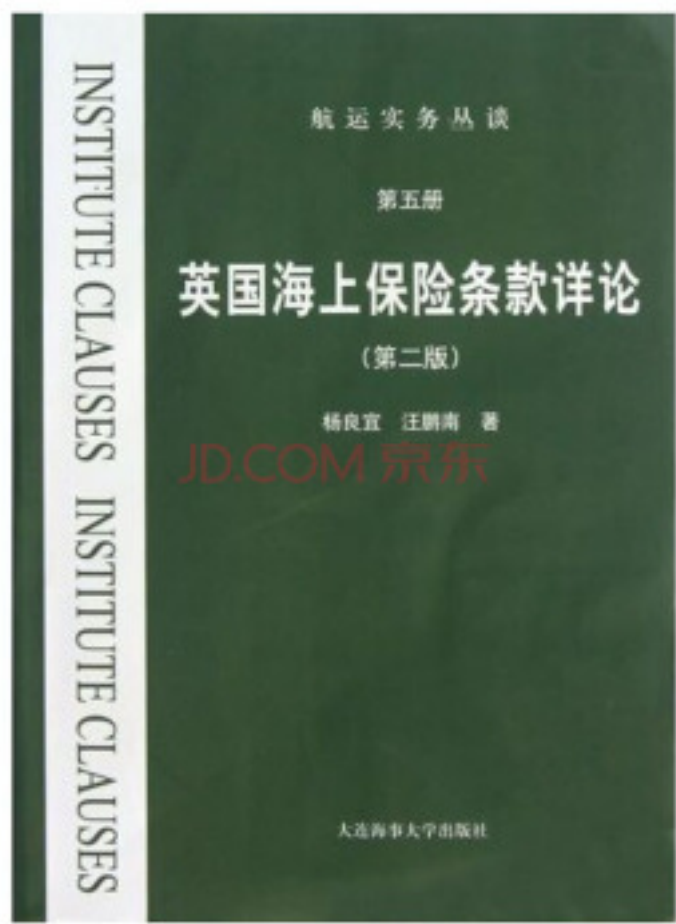 航运实务丛谈
第五册
英国海上保险条款详论
(第二版)
杨良宜 汪鹏南 著
JD.COM 京东
大连海事大学出版社
INSTITUTE CLAUSES INSTITUTE CLAUSES